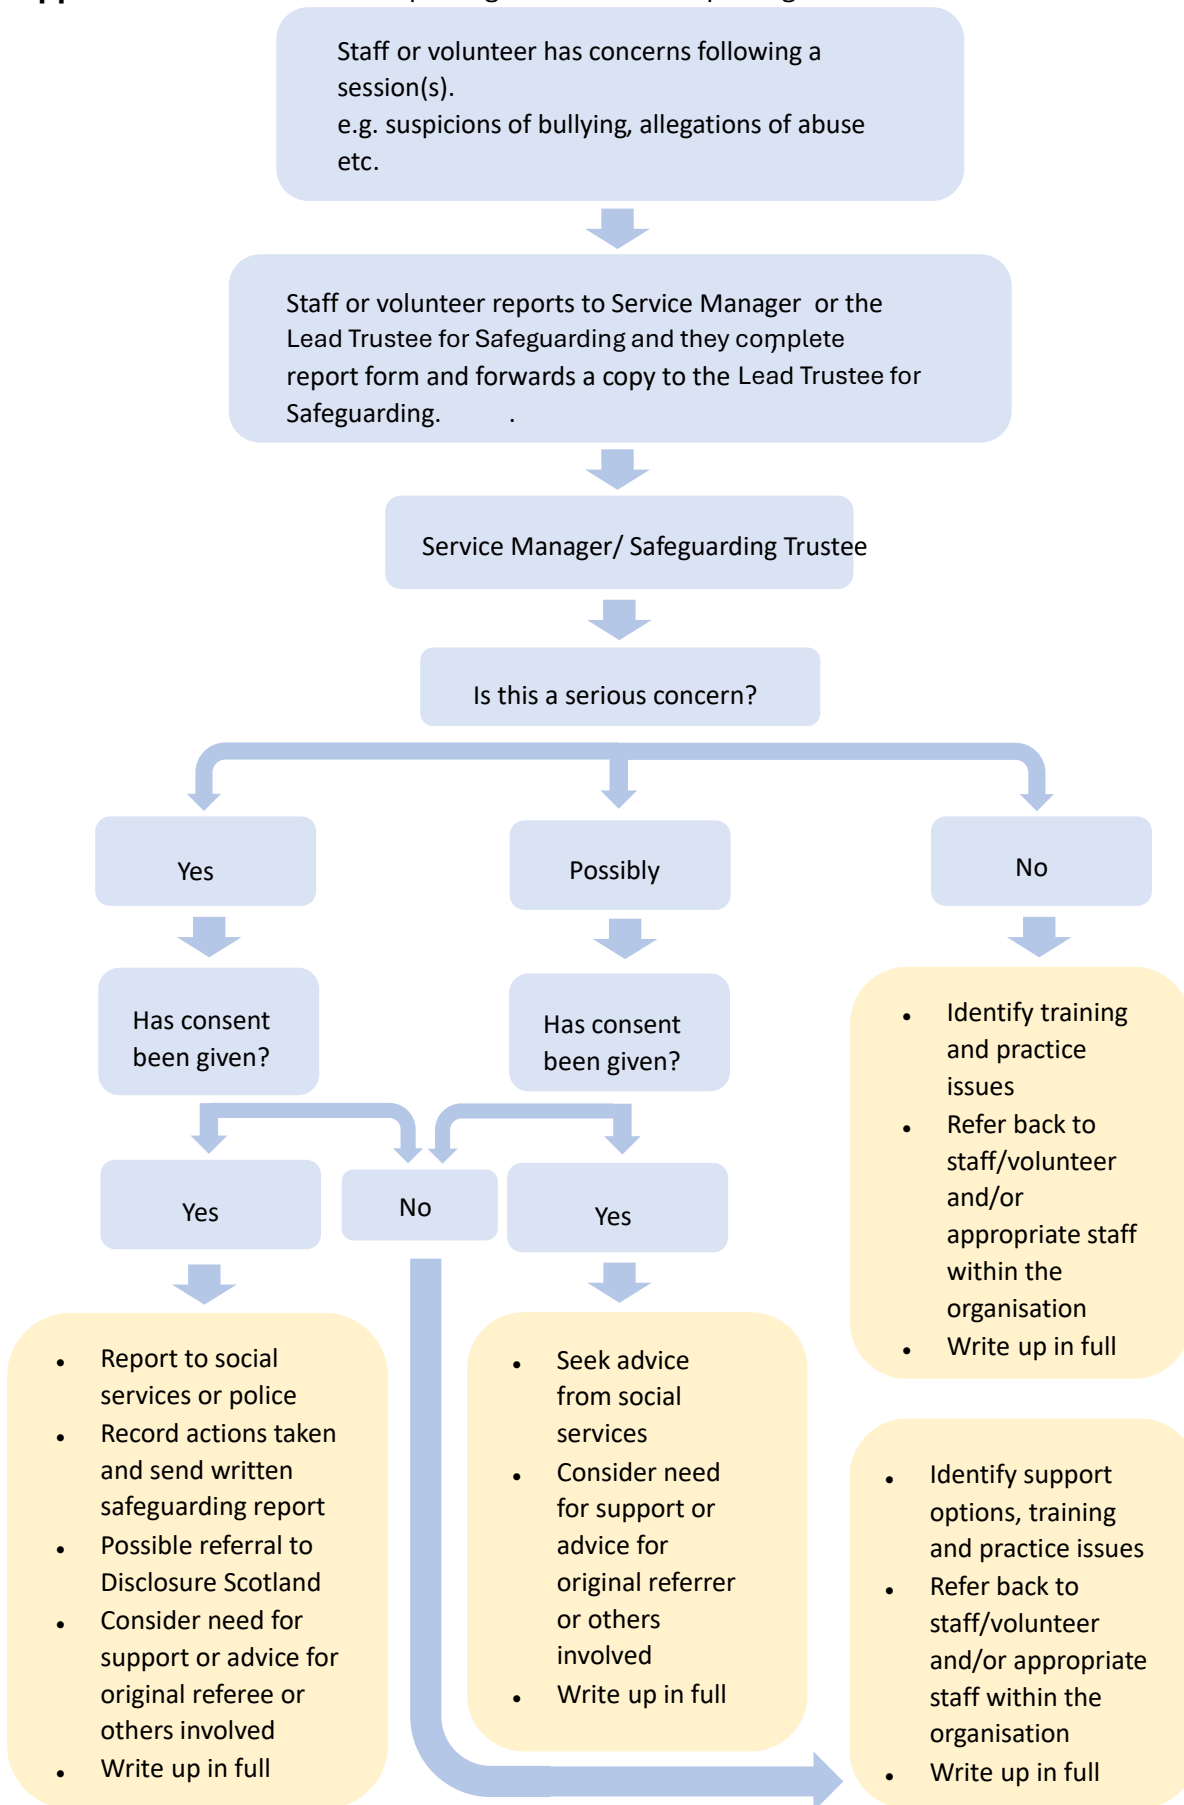 Staff or volunteer has concerns following a
session(s).
e.g. suspicions of bullying, allegations of abuse
etc.
Staff or volunteer reports to Service Manager or the
Lead Trustee for Safeguarding and they complete
report form and forwards a copy to the Lead Trustee for
Safeguarding. .
Service Manager/ Safeguarding Trustee
Is this a serious concern?
Yes
Possibly
No
Has consent
been given?
Has consent
been given?
Yes
No
Yes
• Identify training
and practice
issues
• Refer back to
staff/volunteer
and/or
appropriate staff
within the
organisation
• Write up in full
• Report to social
services or police
• Record actions taken
and send written
safeguarding report
• Possible referral to
Disclosure Scotland
• Consider need for
support or advice for
original referee or
others involved
• Write up in full
• Seek advice
from social
services
• Consider need
for support or
advice for
original referrer
or others
involved
• Write up in full
• Identify support
options, training
and practice issues
• Refer back to
staff/volunteer
and/or appropriate
staff within the
organisation
• Write up in full